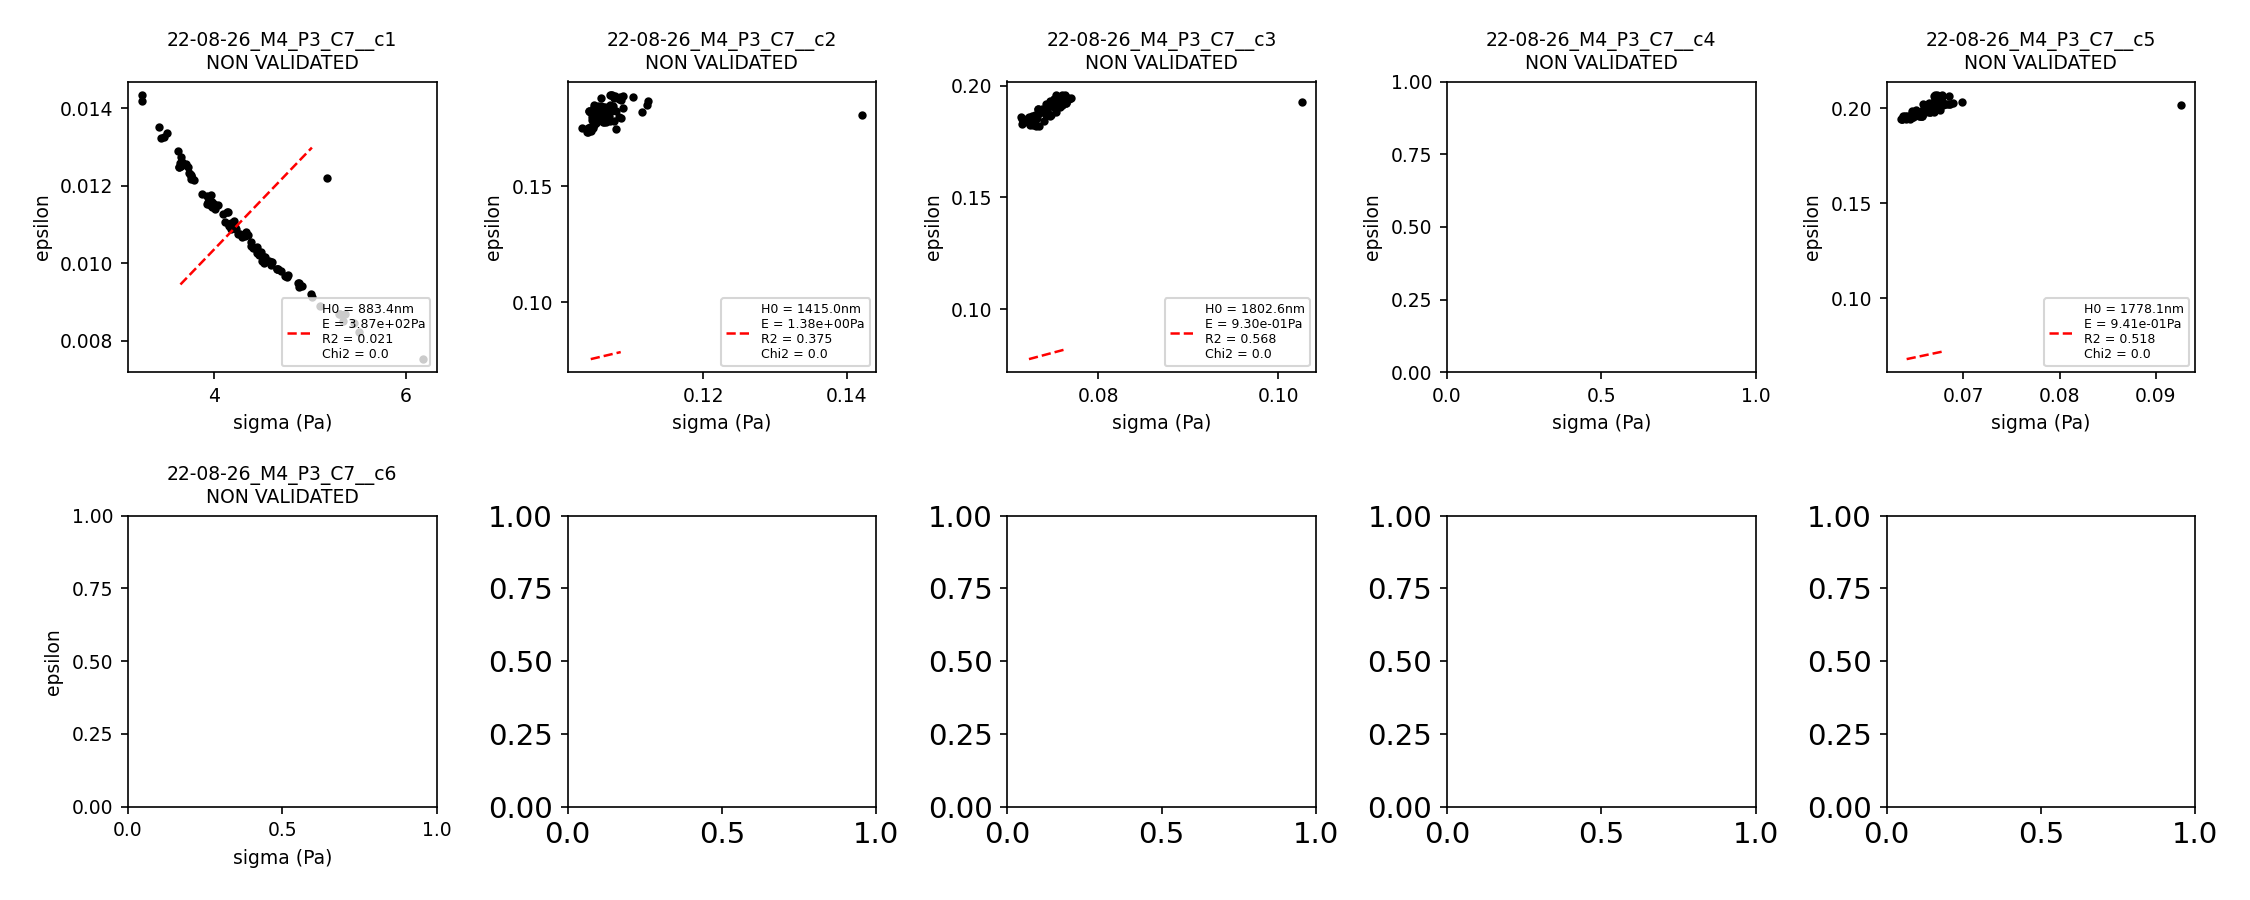 22-08-26_M4_P3_C7__c1
NON VALIDATED
0.014
0.012
0.010
0.008
epsilon
H0 = 883.4nm
E = 3.87e+02Pa
R2 = 0.021
Chi2 = 0.0
4 6
sigma (Pa)
22-08-26_M4_P3_C7__c2
NON VALIDATED
0.15
0.10
epsilon
H0 = 1415.0nm
E = 1.38e+00Pa
R2 = 0.375
Chi2 = 0.0
0.12 0.14
sigma (Pa)
22-08-26_M4_P3_C7__c3
NON VALIDATED
0.20
0.15
0.10
epsilon
H0 = 1802.6nm
E = 9.30e-01Pa
R2 = 0.568
Chi2 = 0.0
0.08 0.10
sigma (Pa)
22-08-26_M4_P3_C7__c4
NON VALIDATED
1.00
0.75
0.50
0.25
0.00
epsilon
0.0 0.5 1.0
sigma (Pa)
22-08-26_M4_P3_C7__c5
NON VALIDATED
0.20
0.15
0.10
epsilon
H0 = 1778.1nm
E = 9.41e-01Pa
R2 = 0.518
Chi2 = 0.0
0.07 0.08 0.09
sigma (Pa)
22-08-26_M4_P3_C7__c6
NON VALIDATED
1.00
0.75
0.50
0.25
0.00
epsilon
0.0 0.5 1.0
sigma (Pa)
1.00
0.75
0.50
0.25
0.00
0.0 0.5 1.0
1.00
0.75
0.50
0.25
0.00
0.0 0.5 1.0
1.00
0.75
0.50
0.25
0.00
0.0 0.5 1.0
1.00
0.75
0.50
0.25
0.00
0.0 0.5 1.0